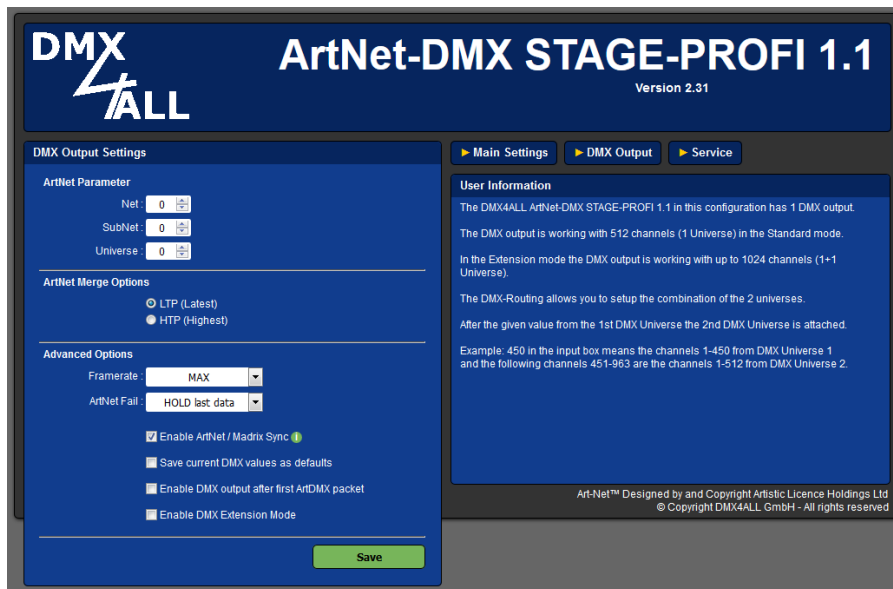 DMX
4ALL
ArtNet-DMX STAGE-PROFI 1.1
Version 2.31
DMX Output Settings
ArtNet Parameter
Net : 0
SubNet : 0
Universe : 0
ArtNet Merge Options
LTP (Latest)
HTP (Highest)
Advanced Options
Framerate : MAX
ArtNet Fail : HOLD last data
Enable ArtNet / Madrix Sync i
Save current DMX values as defaults
Enable DMX output after first ArtDMX packet
Enable DMX Extension Mode
Save
Main Settings
DMX Output
Service
User Information
The DMX4ALL ArtNet-DMX STAGE-PROFI 1.1 in this configuration has 1 DMX output.
The DMX output is working with 512 channels (1 Universe) in the Standard mode.
In the Extension mode the DMX output is working with up to 1024 channels (1+1
Universe).
The DMX-Routing allows you to setup the combination of the 2 universes.
After the given value from the 1st DMX Universe the 2nd DMX Universe is attached.
Example: 450 in the input box means the channels 1-450 from DMX Universe 1
and the following channels 451-963 are the channels 1-512 from DMX Universe 2.
Art-Net™ Designed by and Copyright Artistic Licence Holdings Ltd
© Copyright DMX4ALL GmbH - All rights reserved